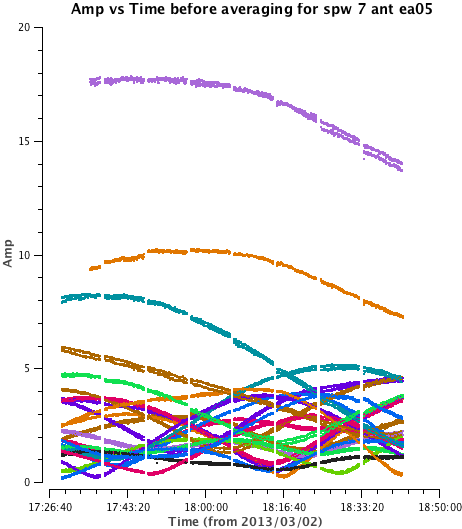 Amp vs Time before averaging for spw 7 ant ea05
20
15
10
5
0
Amp
17:26:40 17:43:20 18:00:00 18:16:40 18:33:20 18:50:00
Time (from 2013/03/02)